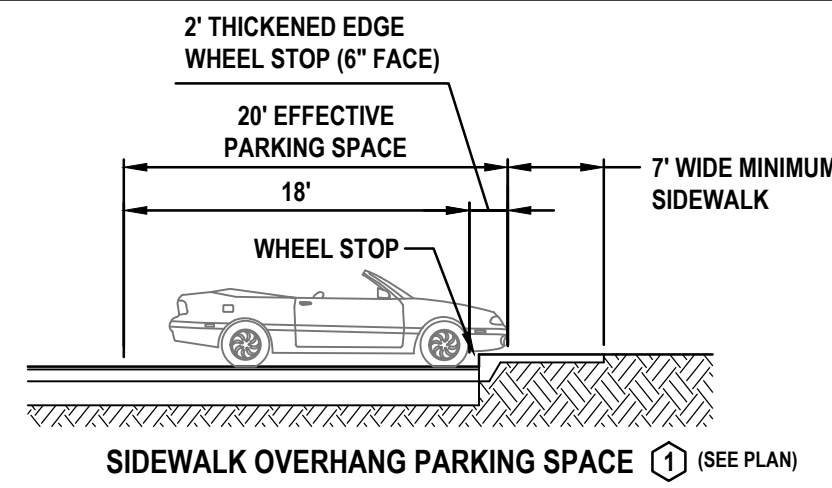 2' THICKENED EDGE
WHEEL STOP (6" FACE)
20' EFFECTIVE
PARKING SPACE
7' WIDE MINIMUM
SIDEWALK
18'
WHEEL STOP
SIDEWALK OVERHANG PARKING SPACE 1 (SEE PLAN)